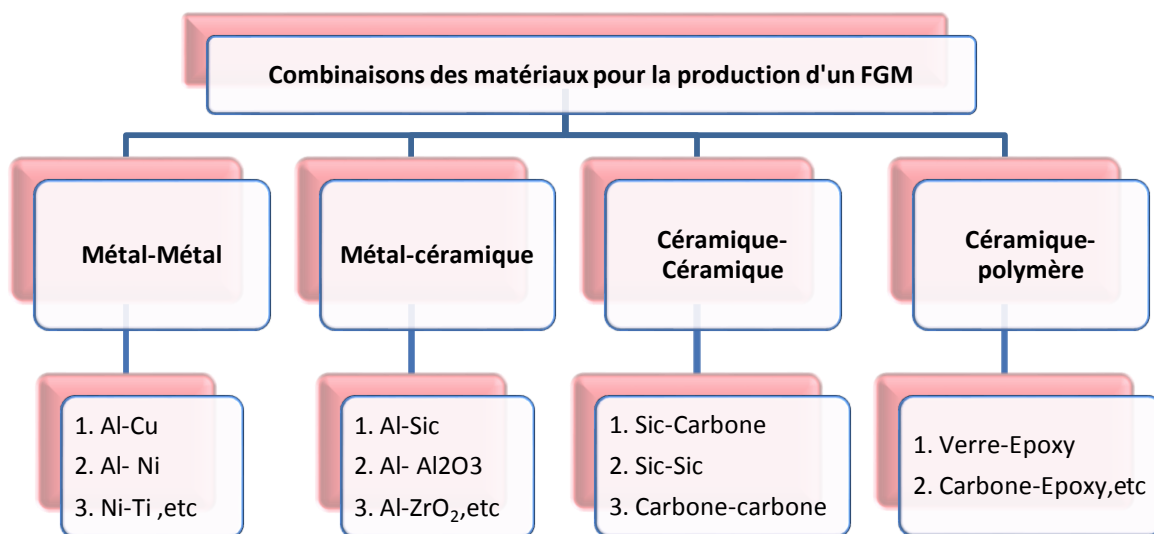 Combinaisons des matériaux pour la production d'un FGM
Métal-Métal
Métal-céramique
Céramique-
Céramique
Céramique-
polymère
1. Al-Cu
2. Al- Ni
3. Ni-Ti ,etc
1. Al-Sic
2. Al- Al2O3
3. Al-ZrO₂,etc
1. Sic-Carbone
2. Sic-Sic
3. Carbone-carbone
1. Verre-Epoxy
2. Carbone-Epoxy,etc